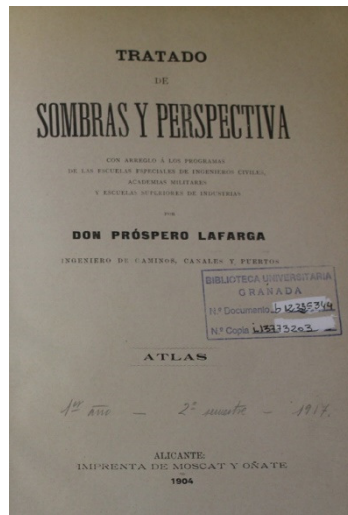 TRATADO
DE
SOMBRAS Y PERSPECTIVA
CON ARREGLO Á LOS PROGRAMAS
DE LAS ESCUELAS ESPECIALES DE INGENIEROS CIVILES,
ACADEMIAS MILITARES
Y ESCUELAS SUPERIORES DE INDUSTRIAS
POR
DON PRÓSPERO LAFARGA
INGENIERO DE CAMINOS, CANALES Y PUERTOS
BIBLIOTECA UNIVERSITARIA
GRANADA
N.º Documento b12235344
N.º Copia i13773203
ATLAS
1er año — 2º semestre — 1917.
ALICANTE:
IMPRENTA DE MOSCAT Y OÑATE
1904